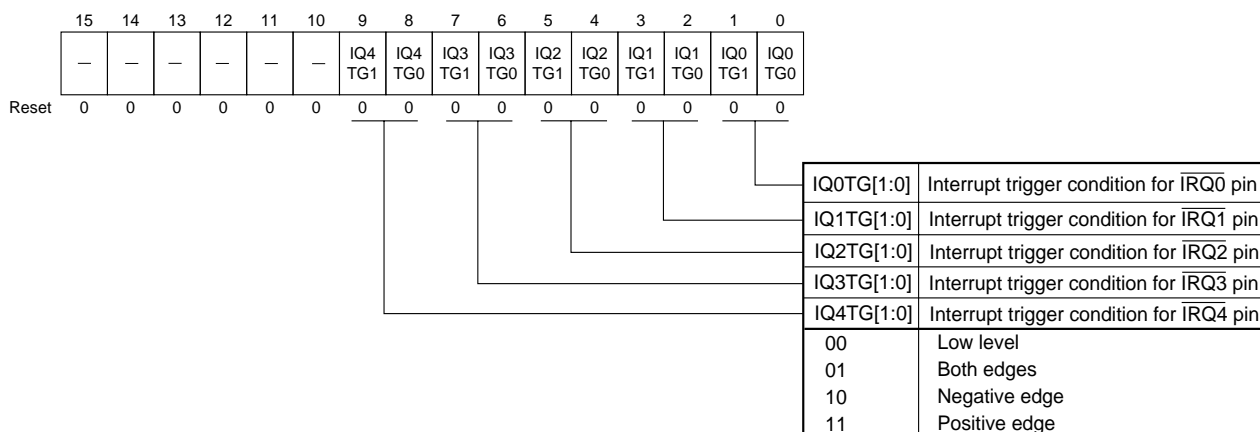 15 14 13 12 11 10 9 8 7 6 5 4 3 2 1 0
— — — — — — IQ4 IQ4 IQ3 IQ3 IQ2 IQ2 IQ1 IQ1 IQ0 IQ0
TG1 TG0 TG1 TG0 TG1 TG0 TG1 TG0 TG1 TG0
Reset 0 0 0 0 0 0 0 0 0 0 0 0 0 0 0 0
IQ0TG[1:0] Interrupt trigger condition for I̅R̅Q̅0̅ pin
IQ1TG[1:0] Interrupt trigger condition for I̅R̅Q̅1̅ pin
IQ2TG[1:0] Interrupt trigger condition for I̅R̅Q̅2̅ pin
IQ3TG[1:0] Interrupt trigger condition for I̅R̅Q̅3̅ pin
IQ4TG[1:0] Interrupt trigger condition for I̅R̅Q̅4̅ pin
00 Low level
01 Both edges
10 Negative edge
11 Positive edge